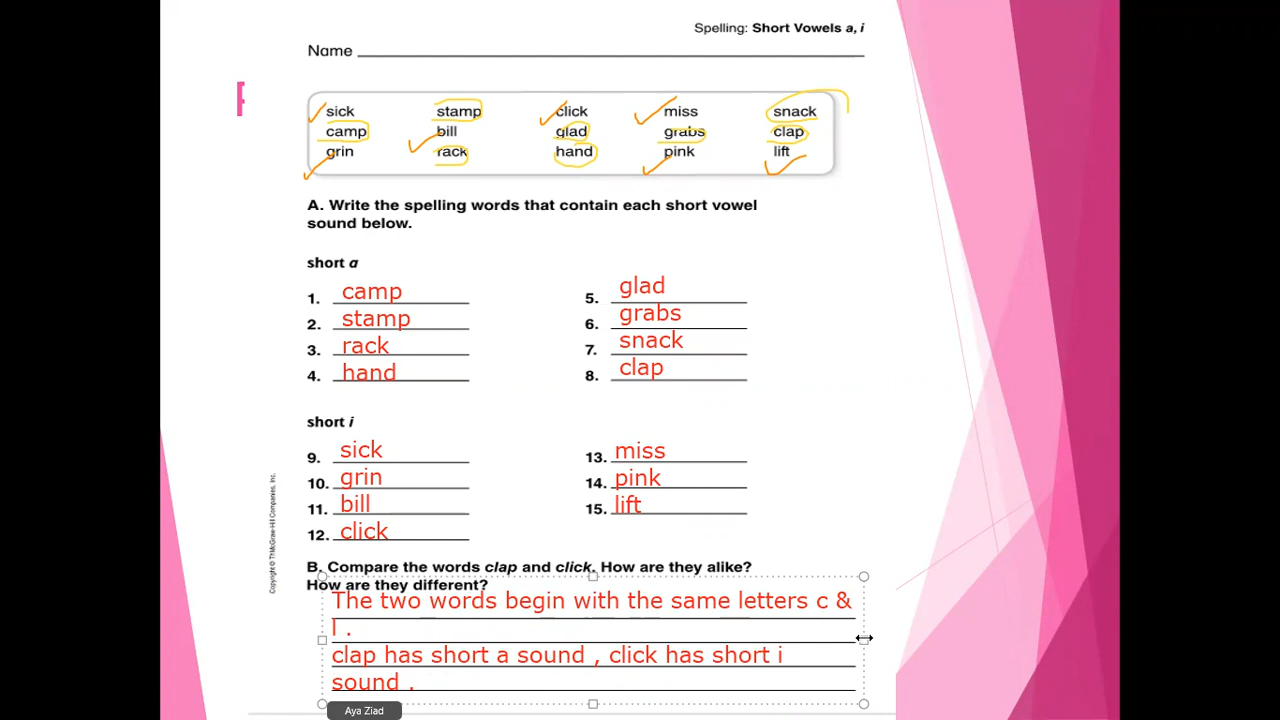 Spelling: Short Vowels a, i
Name
sick stamp click miss snack
camp bill glad grabs clap
grin rack hand pink lift
A. Write the spelling words that contain each short vowel
sound below.
short a
1. camp 5. glad
2. stamp 6. grabs
3. rack 7. snack
4. hand 8. clap
short i
9. sick 13. miss
10. grin 14. pink
11. bill 15. lift
12. click
B. Compare the words clap and click. How are they alike?
How are they different?
The two words begin with the same letters c &
l .
clap has short a sound , click has short i
sound .
Aya Ziad